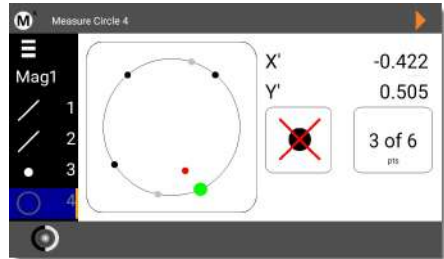 M Measure Circle 4
Mag1
1
2
3
4
X' -0.422
Y' 0.505
3 of 6
pts